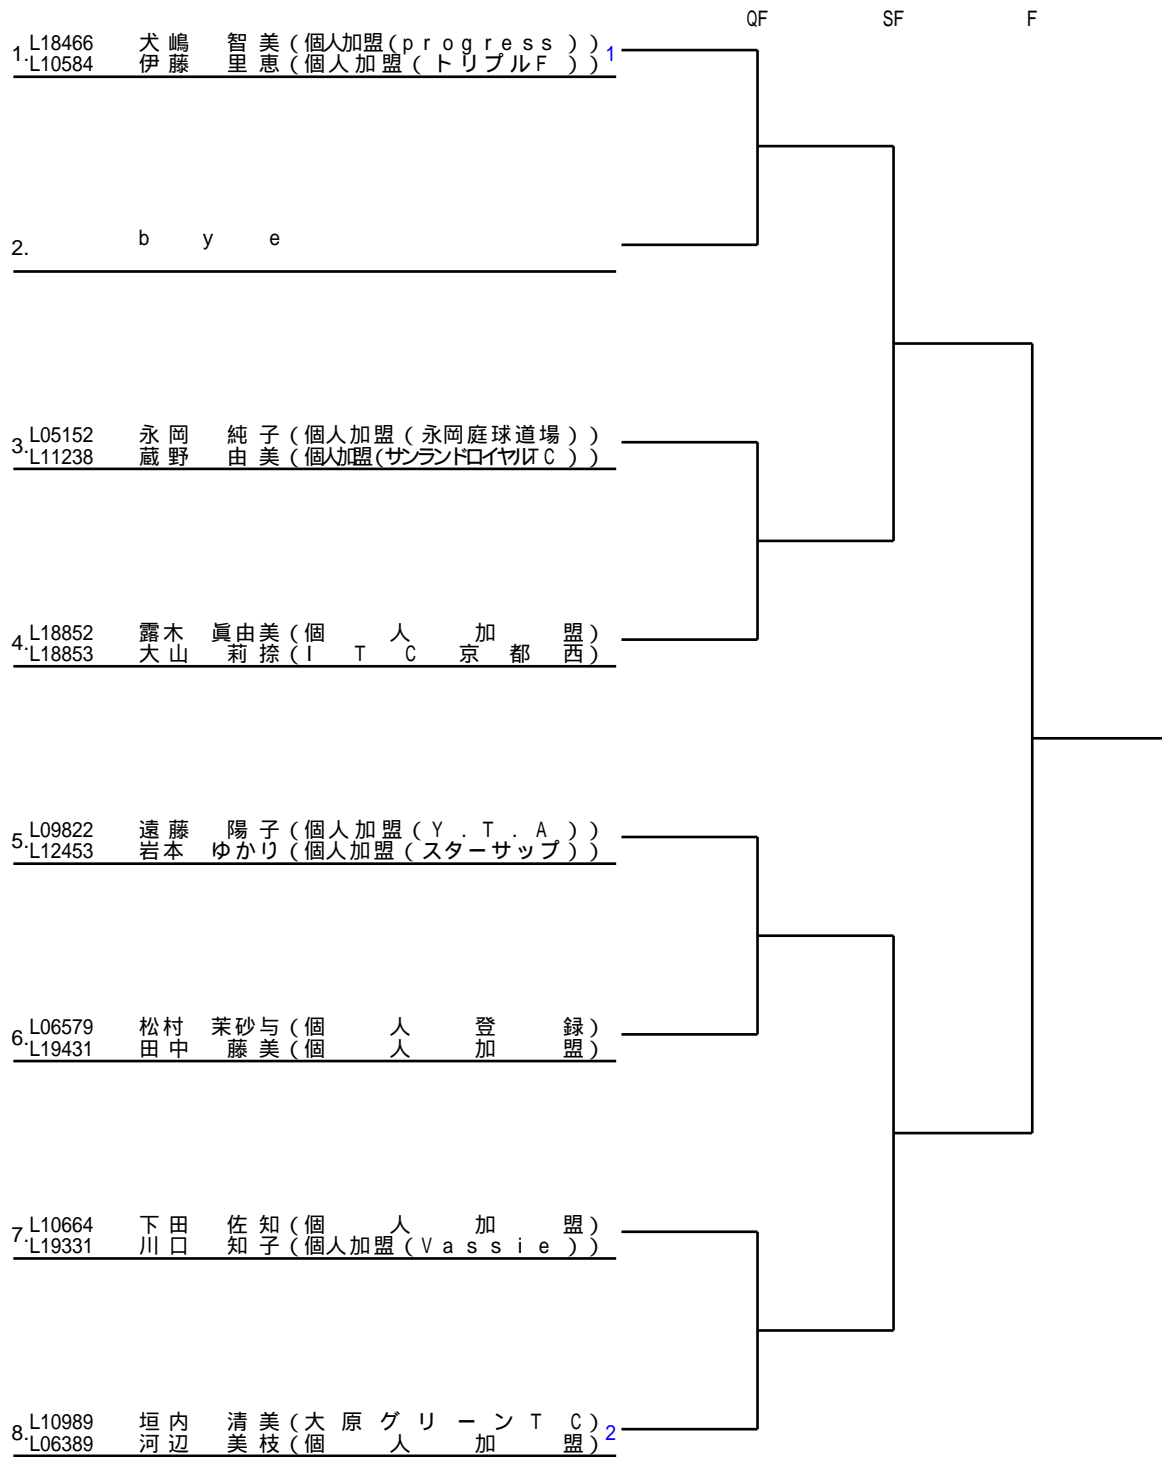 QF SF F
1. L18466 犬嶋 智美(個人加盟(progress)) 1
L10584 伊藤 里恵(個人加盟(トリプルF))
2. bye
3. L05152 永岡 純子(個人加盟(永岡庭球道場))
L11238 蔵野 由美(個人加盟(サンランドロイヤルTC))
4. L18852 露木 眞由美(個人加盟)
L18853 大山 莉捺(ITC京都西)
5. L09822 遠藤 陽子(個人加盟(Y.T.A))
L12453 岩本 ゆかり(個人加盟(スターサップ))
6. L06579 松村 茉砂与(個人登録)
L19431 田中 藤美(個人加盟)
7. L10664 下田 佐知(個人加盟)
L19331 川口 知子(個人加盟(Vassie))
8. L10989 垣内 清美(大原グリーンTC) 2
L06389 河辺 美枝(個人加盟)